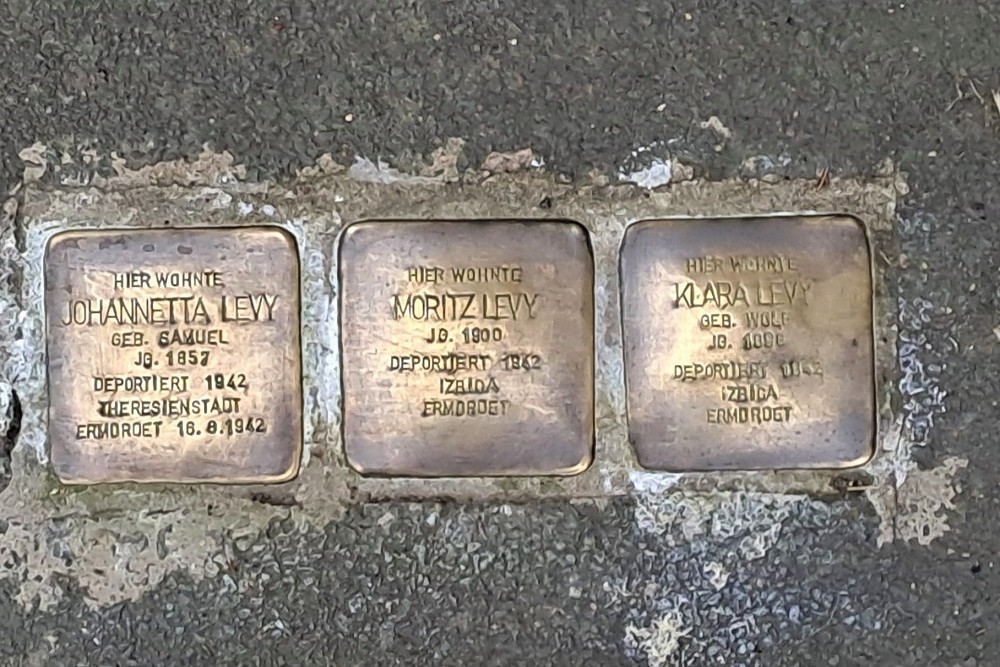 HIER WOHNTE
JOHANNETTA LEVY
GEB. SAMUEL
JG. 1857
DEPORTIERT 1942
THERESIENSTADT
ERMORDET 16.8.1942
HIER WOHNTE
MORITZ LEVY
JG. 1900
DEPORTIERT 1942
IZBICA
ERMORDET
HIER WOHNTE
KLARA LEVY
GEB. WOLF
JG.
DEPORTIERT 1942
IZBICA
ERMORDET